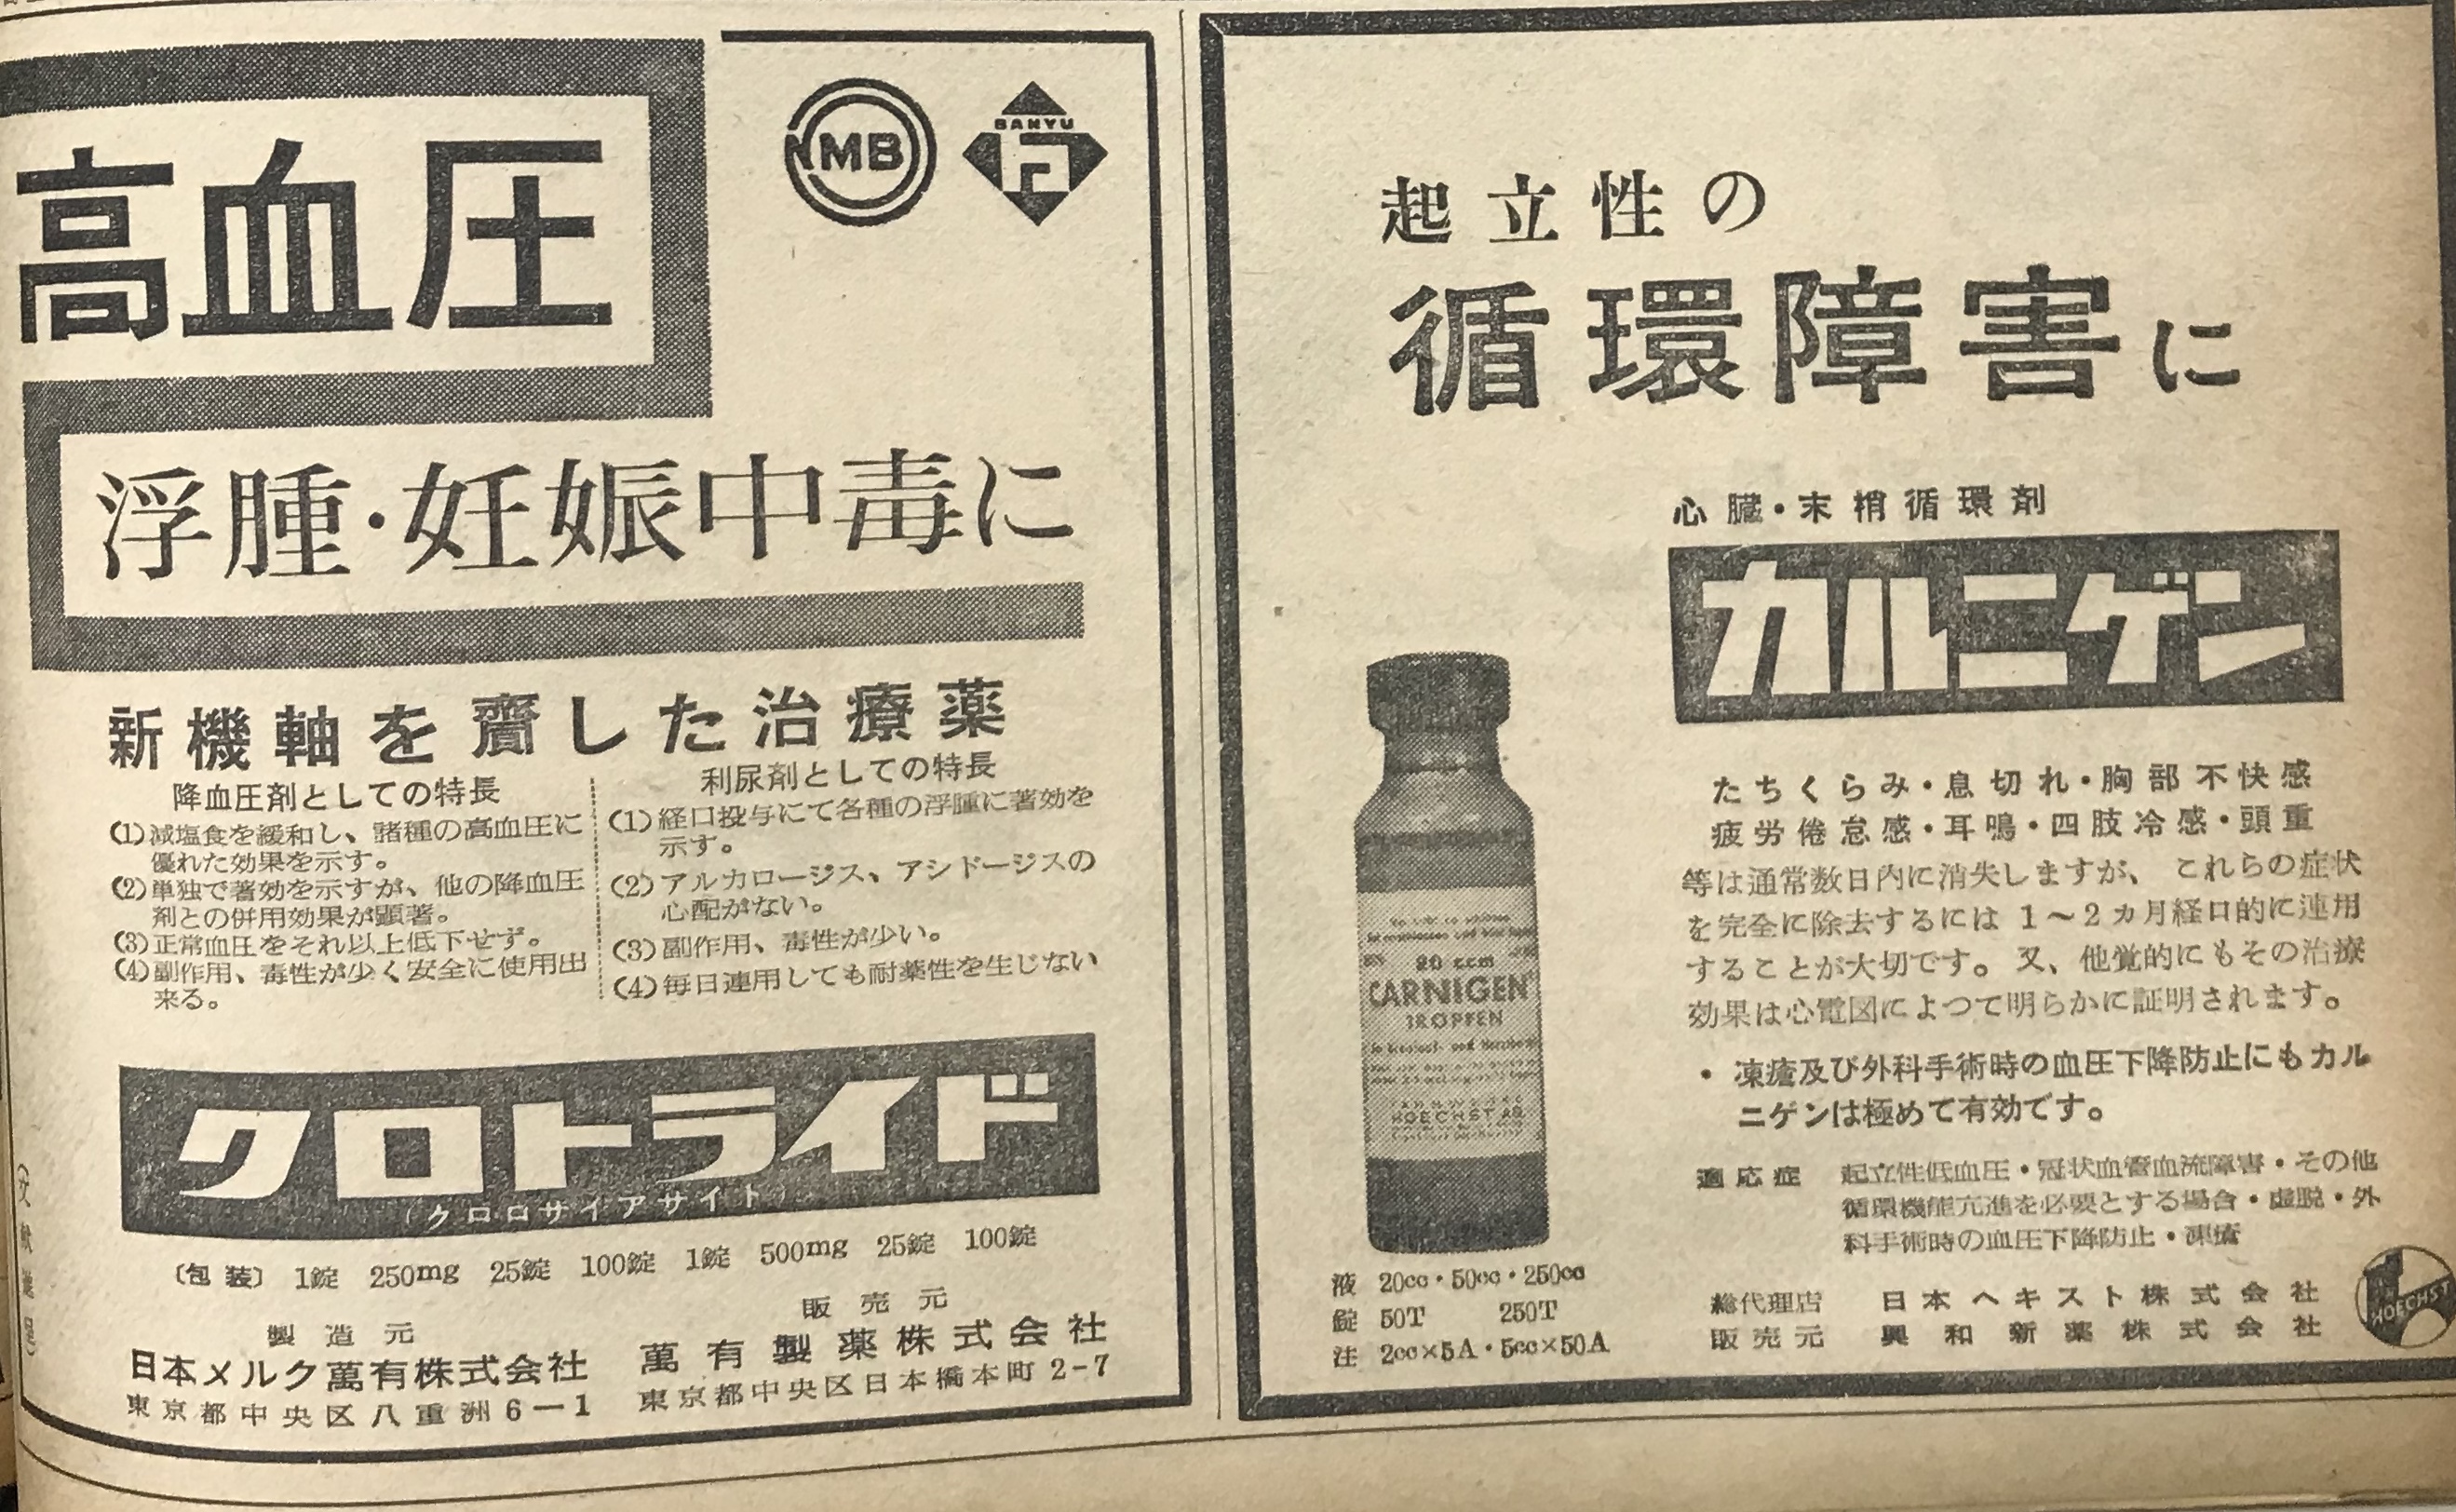 高血圧
NMB
BANYU
浮腫・妊娠中毒に
新機軸を齎した治療薬
降血圧剤としての特長
(1)減塩食を緩和し、諸種の高血圧に
優れた効果を示す。
(2)単独で著効を示すが、他の降血圧
剤との併用効果が顕著。
(3)正常血圧をそれ以上低下せず。
(4)副作用、毒性が少く安全に使用出
来る。
利尿剤としての特長
(1)経口投与にて各種の浮腫に著効を
示す。
(2)アルカロージス、アシドージスの
心配がない。
(3)副作用、毒性が少い。
(4)毎日連用しても耐薬性を生じない
クロトライド
(クロロサイアサイト)
〔包装〕 1錠 250mg 25錠 100錠 1錠 500mg 25錠 100錠
製造元
日本メルク萬有株式会社
東京都中央区八重洲6−1
販売元
萬有製薬株式会社
東京都中央区日本橋本町2-7
起立性の
循環障害に
心臓・末梢循環剤
カルニゲン
たちくらみ・息切れ・胸部不快感
疲労倦怠感・耳鳴・四肢冷感・頭重
等は通常数日内に消失しますが、これらの症状
を完全に除去するには1〜2カ月経口的に連用
することが大切です。又、他覚的にもその治療
効果は心電図によつて明らかに証明されます。
・凍瘡及び外科手術時の血圧下降防止にもカル
ニゲンは極めて有効です。
適応症 起立性低血圧・冠状血管血流障害・その他
循環機能亢進を必要とする場合・虚脱・外
科手術時の血圧下降防止・凍瘡
20 ccm
CARNIGEN
TROPFEN
HOECHST AG
液 20cc・50cc・250cc
錠 50T 250T
注 2cc×5A・5cc×50A
総代理店 日本ヘキスト株式会社
販売元 興和新薬株式会社
HOECHST